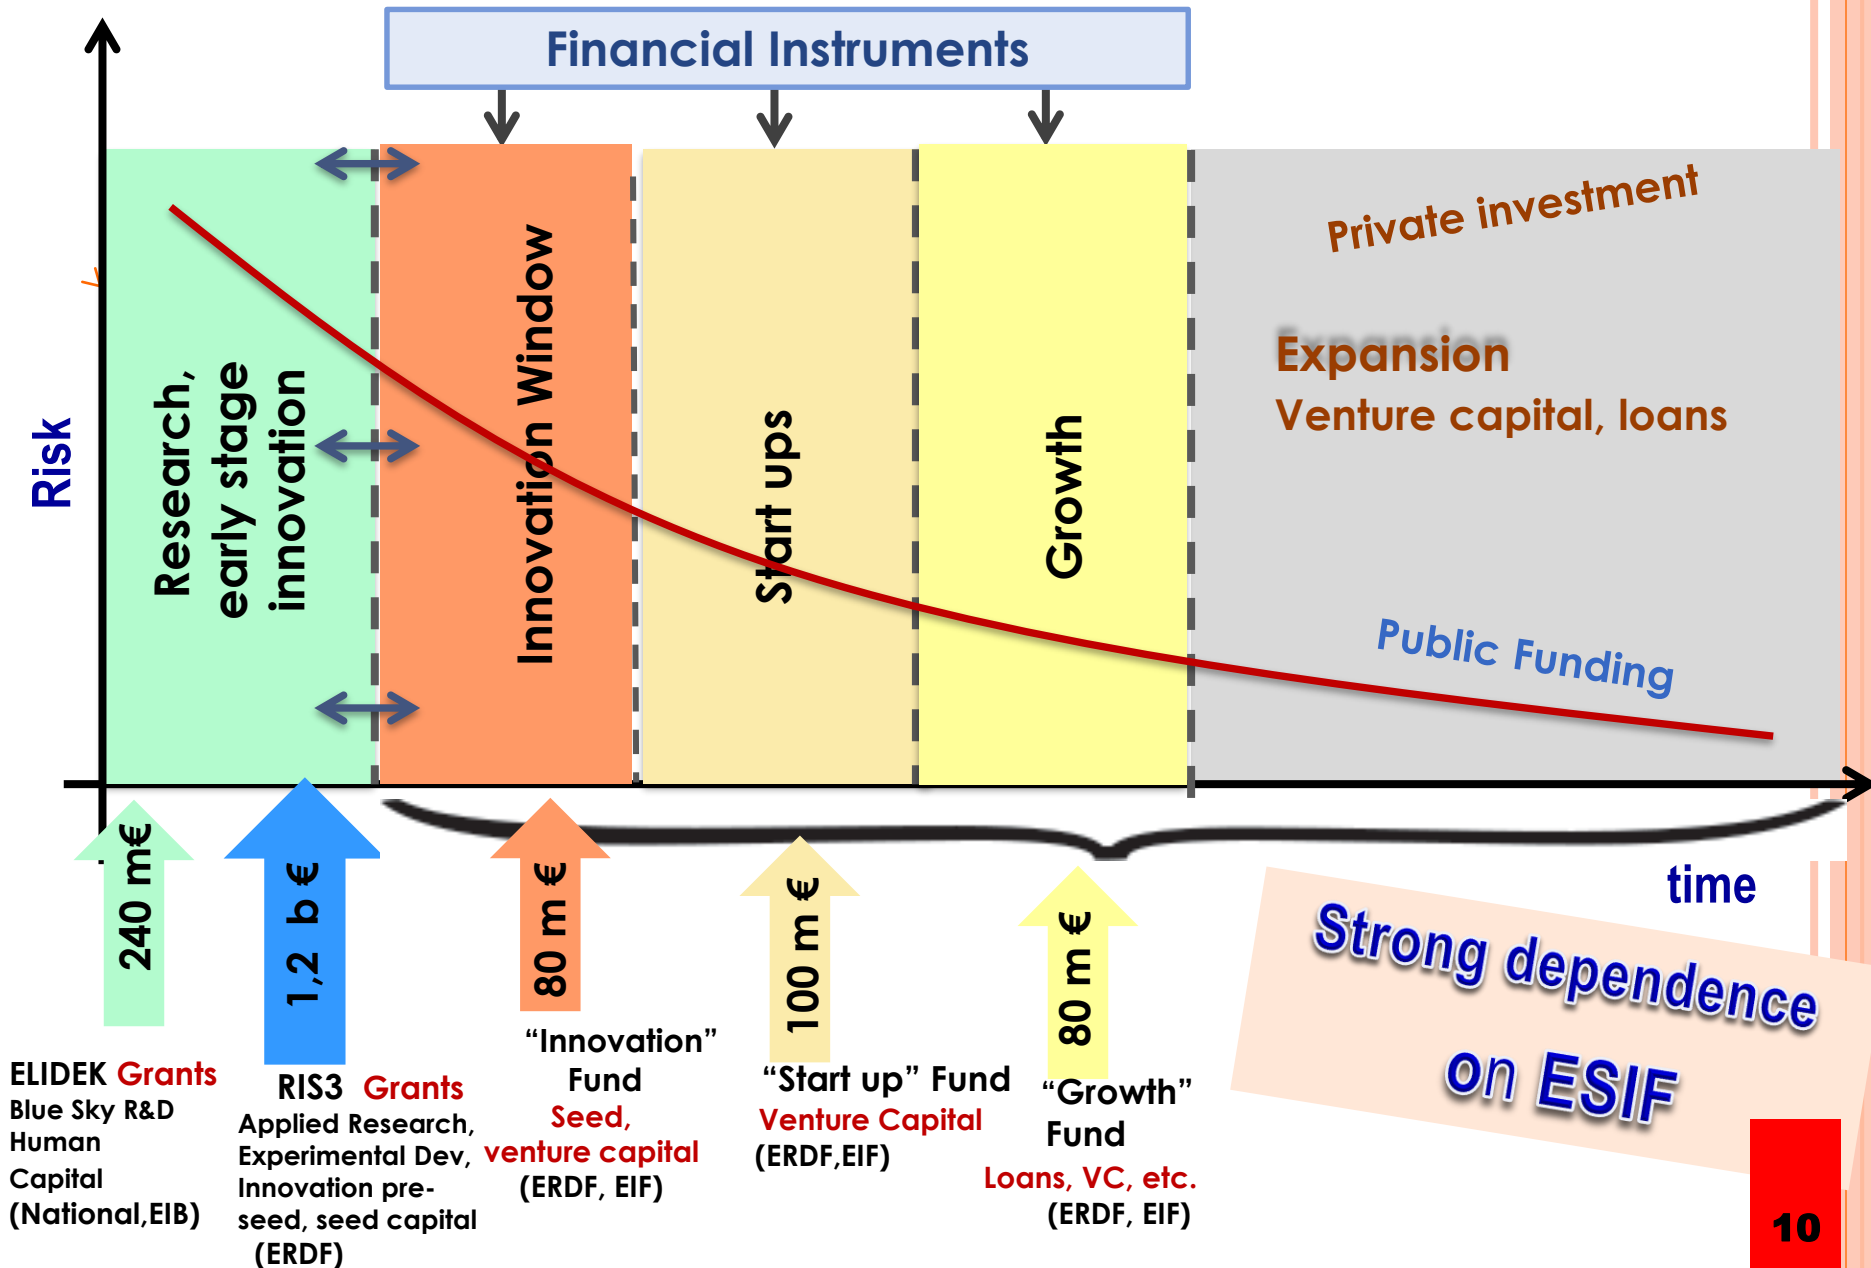 Financial Instruments
Risk
Research,
early stage
innovation
Innovation Window
Start ups
Growth
Private investment
Expansion
Venture capital, loans
Public Funding
time
240 m€
1,2 b €
80 m €
100 m €
80 m €
ELIDEK Grants
Blue Sky R&D
Human
Capital
(National,EIB)
RIS3 Grants
Applied Research,
Experimental Dev,
Innovation pre-
seed, seed capital
(ERDF)
“Innovation”
Fund
Seed,
venture capital
(ERDF, EIF)
“Start up” Fund
Venture Capital
(ERDF,EIF)
“Growth”
Fund
Loans, VC, etc.
(ERDF, EIF)
Strong dependence
on ESIF
10